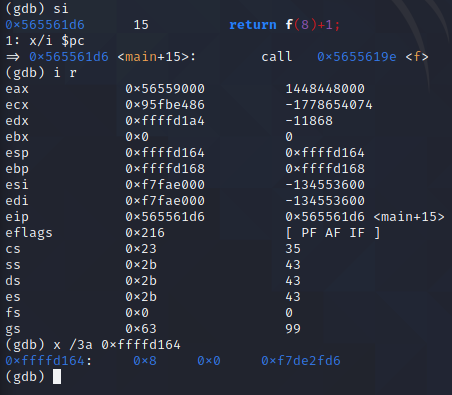 (gdb) si
0×565561d6      15          return f(8)+1;
1: x/i $pc
⇒ 0×565561d6 <main+15>:        call   0×5655619e <f>
(gdb) i r
eax            0×56559000          1448448000
ecx            0×95fbe486          -1778654074
edx            0×ffffd1a4          -11868
ebx            0×0                 0
esp            0×ffffd164          0×ffffd164
ebp            0×ffffd168          0×ffffd168
esi            0×f7fae000          -134553600
edi            0×f7fae000          -134553600
eip            0×565561d6          0×565561d6 <main+15>
eflags         0×216               [ PF AF IF ]
cs             0×23                35
ss             0×2b                43
ds             0×2b                43
es             0×2b                43
fs             0×0                 0
gs             0×63                99
(gdb) x /3a 0×ffffd164
0×ffffd164:     0×8     0×0     0×f7de2fd6
(gdb)